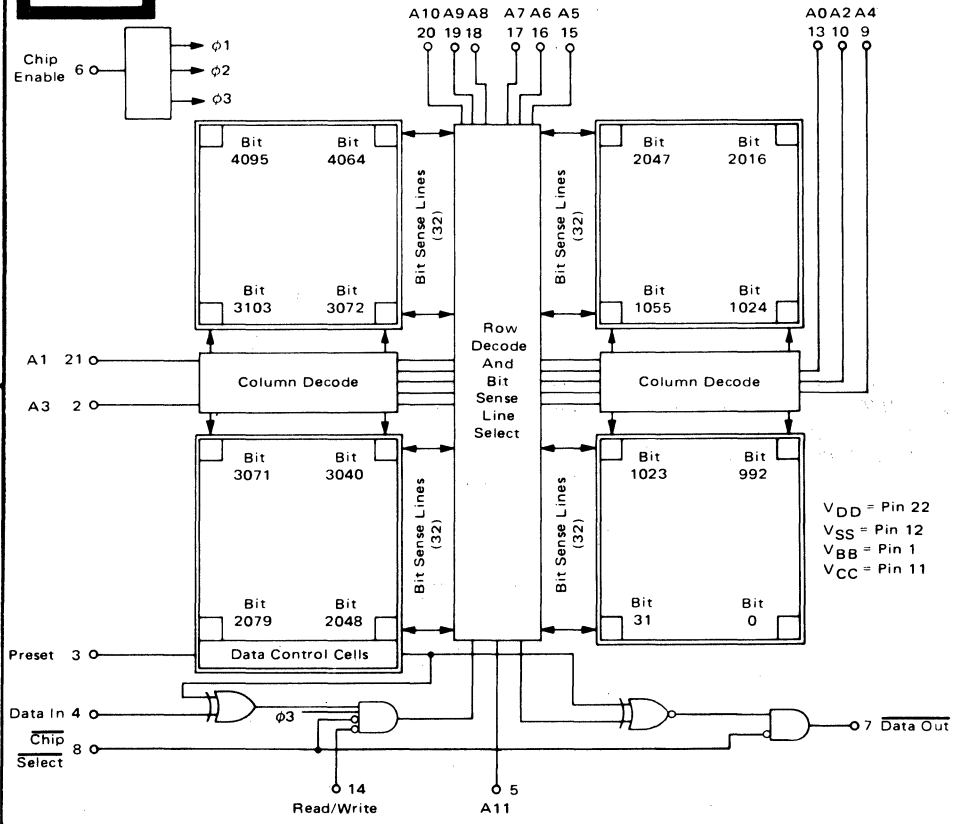 A10 A9 A8 A7 A6 A5 A0 A2 A4
20 19 18 17 16 15 13 10 9
Chip
Enable 6
ϕ1
ϕ2
ϕ3
Bit Bit
4095 4064
Bit Bit
3103 3072
Bit Sense Lines
(32)
Bit Sense Lines
(32)
Bit Bit
2047 2016
Bit Bit
1055 1024
Row
Decode
And
Bit
Sense
Line
Select
A1 21
A3 2
Column Decode
Column Decode
Bit Bit
3071 3040
Bit Bit
2079 2048
Data Control Cells
Bit Sense Lines
(32)
Bit Sense Lines
(32)
Bit Bit
1023 992
Bit Bit
31 0
VDD = Pin 22
VSS = Pin 12
VBB = Pin 1
VCC = Pin 11
Preset 3
Data In 4
ϕ3
Chip
Select 8
7 Data Out
14
Read/Write
5
A11